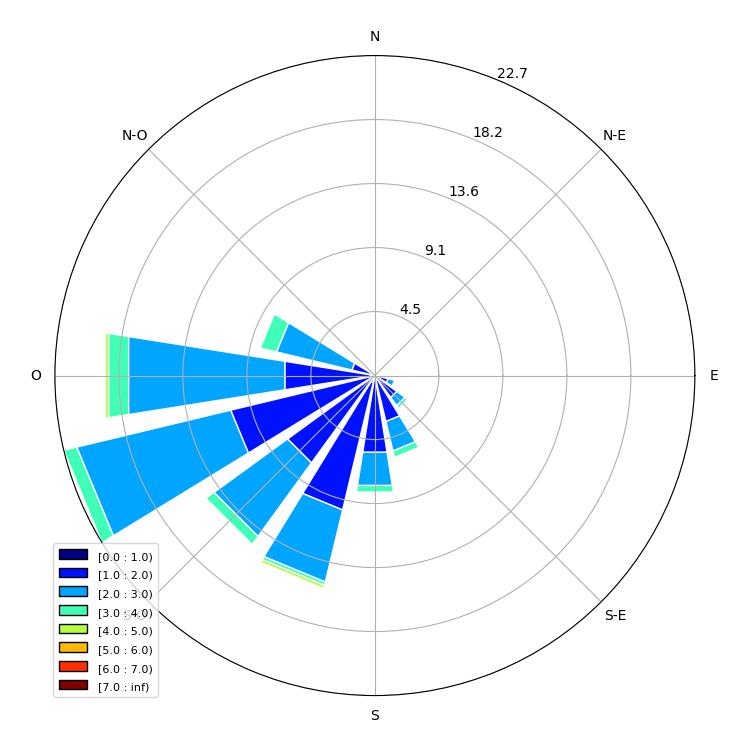 N
22.7
N-O
18.2
N-E
13.6
9.1
4.5
O
E
[0.0 : 1.0)
[1.0 : 2.0)
[2.0 : 3.0)
[3.0 : 4.0)
[4.0 : 5.0)
[5.0 : 6.0)
[6.0 : 7.0)
[7.0 : inf)
S-E
S